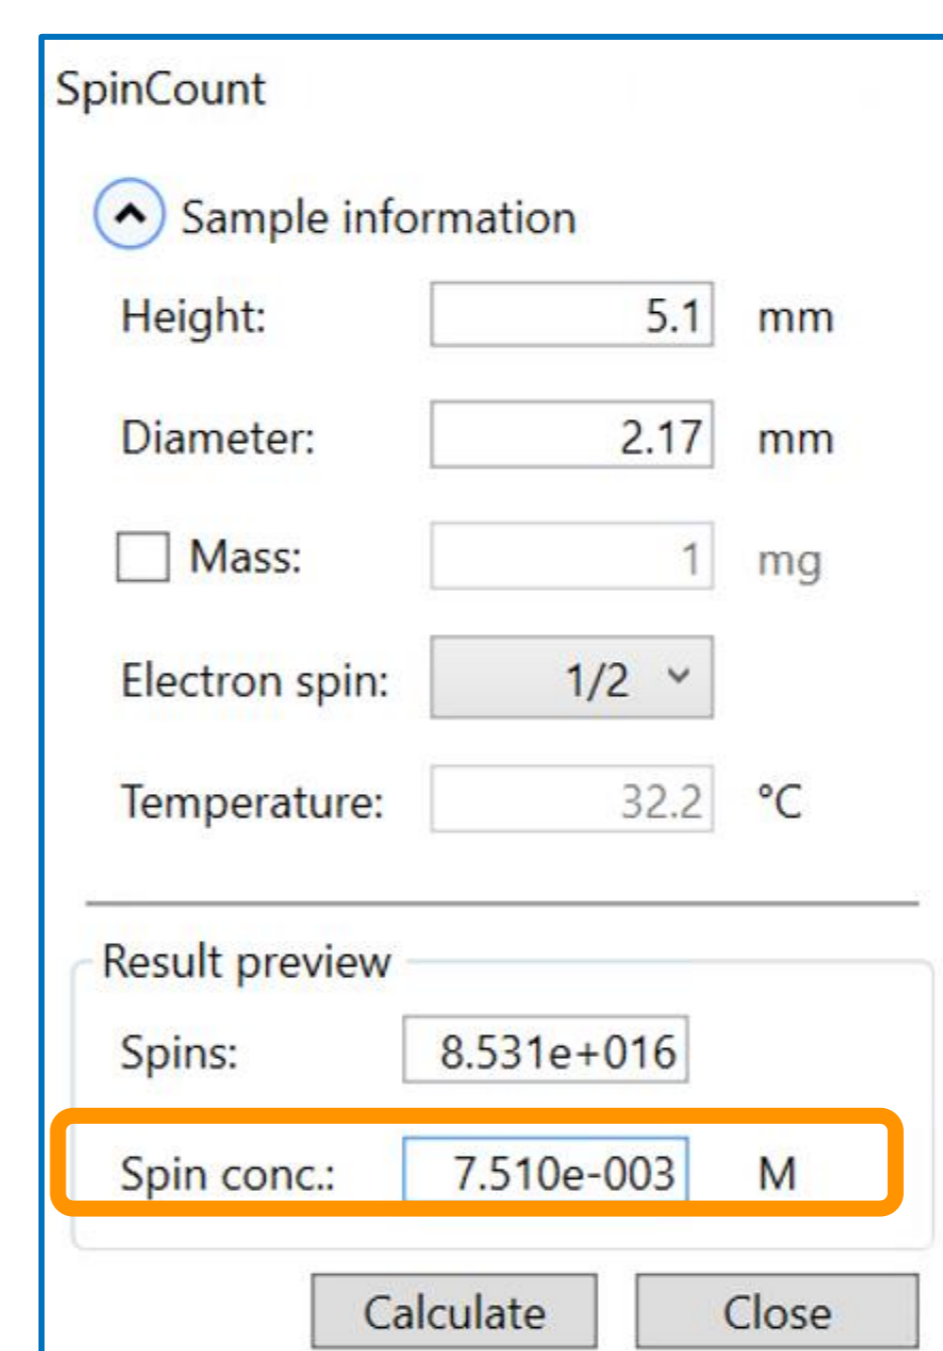 SpinCount
Sample information
Height: 5.1 mm
Diameter: 2.17 mm
Mass: 1 mg
Electron spin: 1/2
Temperature: 32.2 °C
Result preview
Spins: 8.531e+016
Spin conc.: 7.510e-003 M
Calculate Close